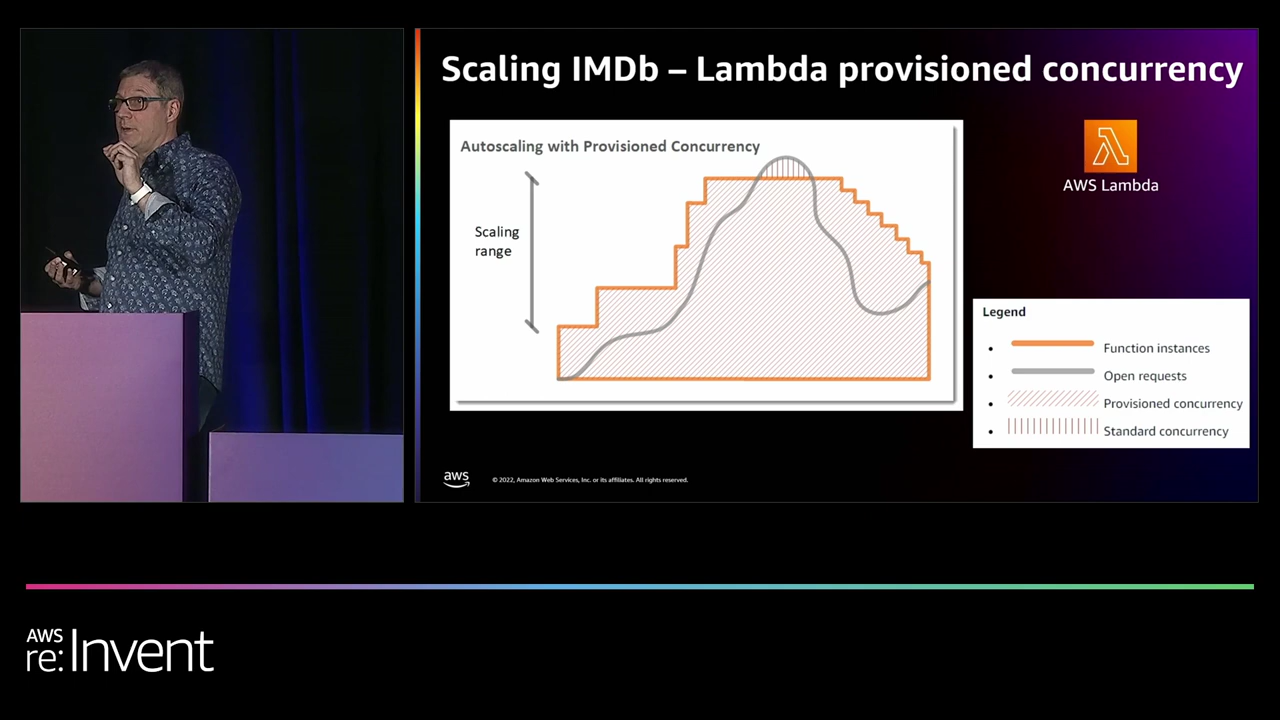 Scaling IMDb – Lambda provisioned concurrency
Autoscaling with Provisioned Concurrency
Scaling
range
AWS Lambda
Legend
• Function instances
• Open requests
• Provisioned concurrency
• Standard concurrency
aws
© 2022, Amazon Web Services, Inc. or its affiliates. All rights reserved.
AWS
re:Invent